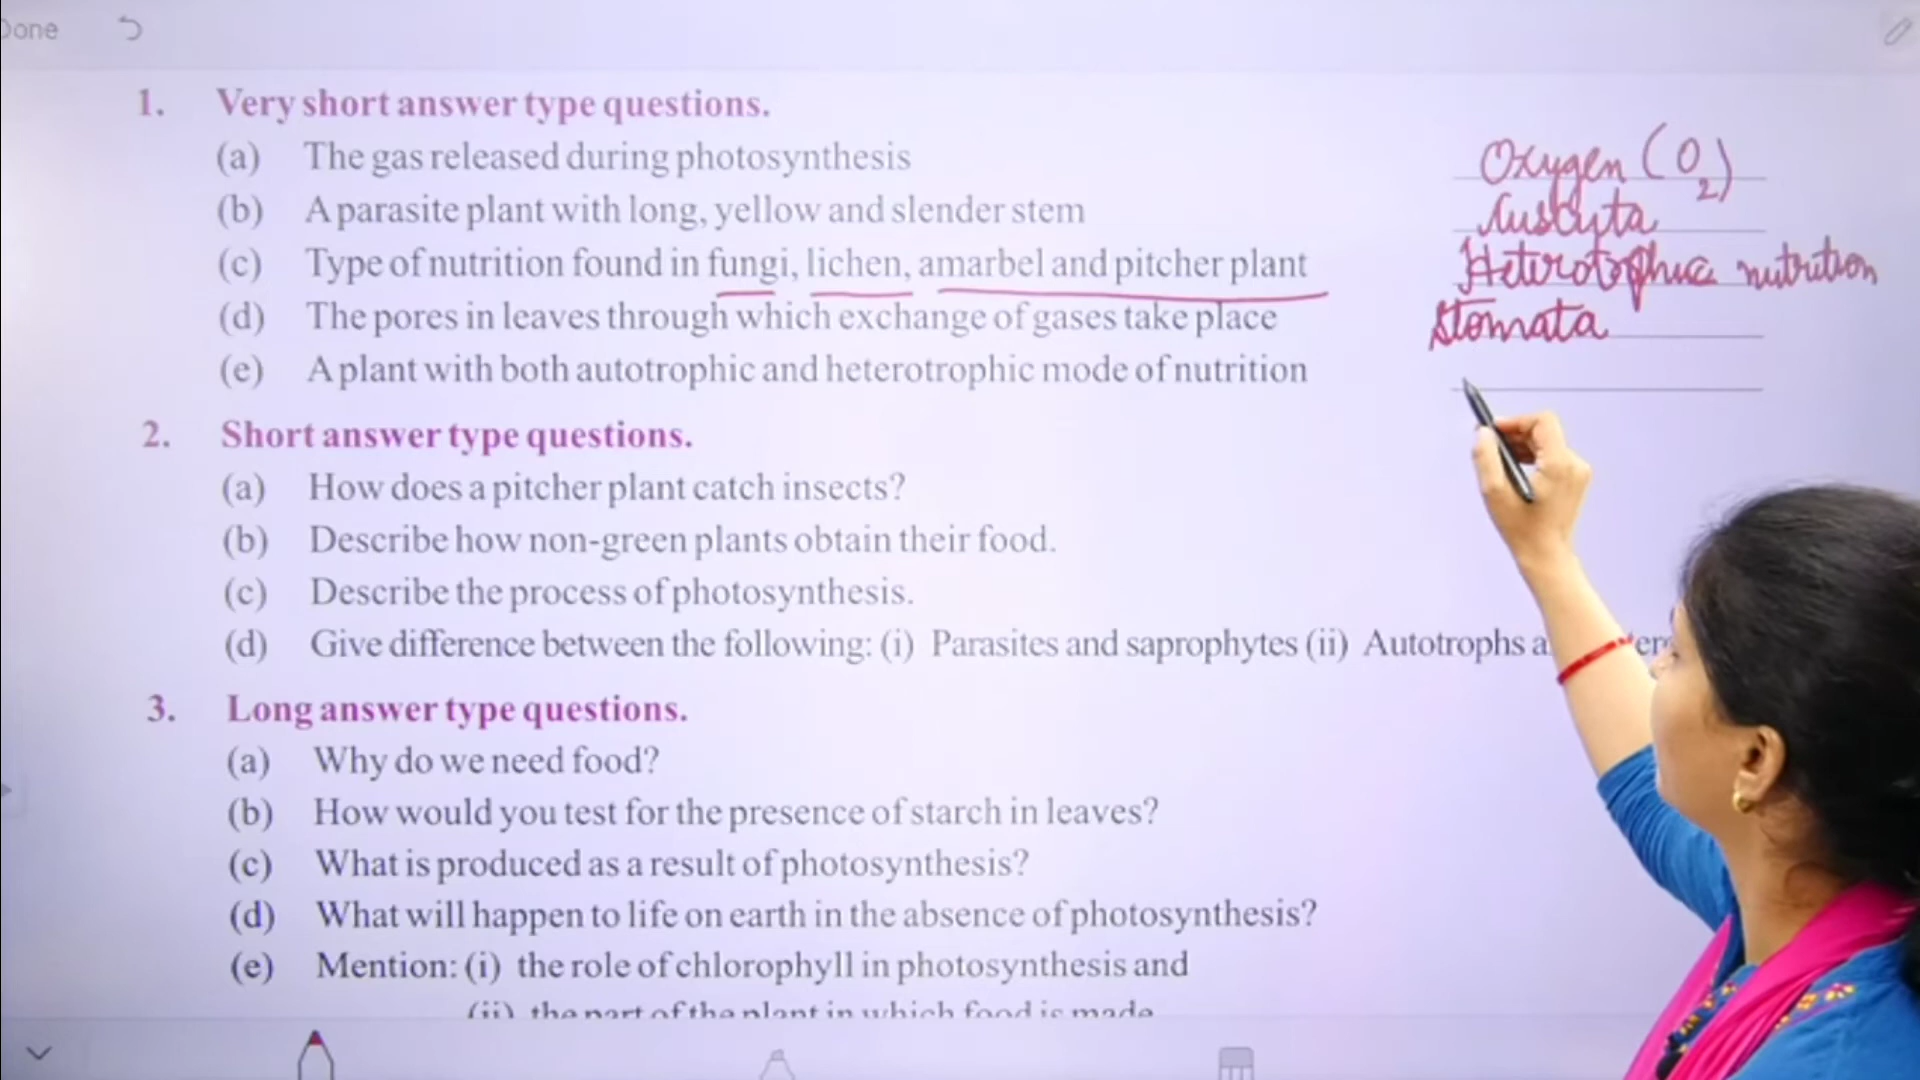 Done
1. Very short answer type questions.
(a) The gas released during photosynthesis Oxygen (O2)
(b) A parasite plant with long, yellow and slender stem
(c) Type of nutrition found in fungi, lichen, amarbel and pitcher plant Heterotrophic nutrition
(d) The pores in leaves through which exchange of gases take place Stomata
(e) A plant with both autotrophic and heterotrophic mode of nutrition
2. Short answer type questions.
(a) How does a pitcher plant catch insects?
(b) Describe how non-green plants obtain their food.
(c) Describe the process of photosynthesis.
(d) Give difference between the following: (i) Parasites and saprophytes (ii) Autotrophs a
3. Long answer type questions.
(a) Why do we need food?
(b) How would you test for the presence of starch in leaves?
(c) What is produced as a result of photosynthesis?
(d) What will happen to life on earth in the absence of photosynthesis?
(e) Mention: (i) the role of chlorophyll in photosynthesis and
(ii) the part of the plant in which food is made